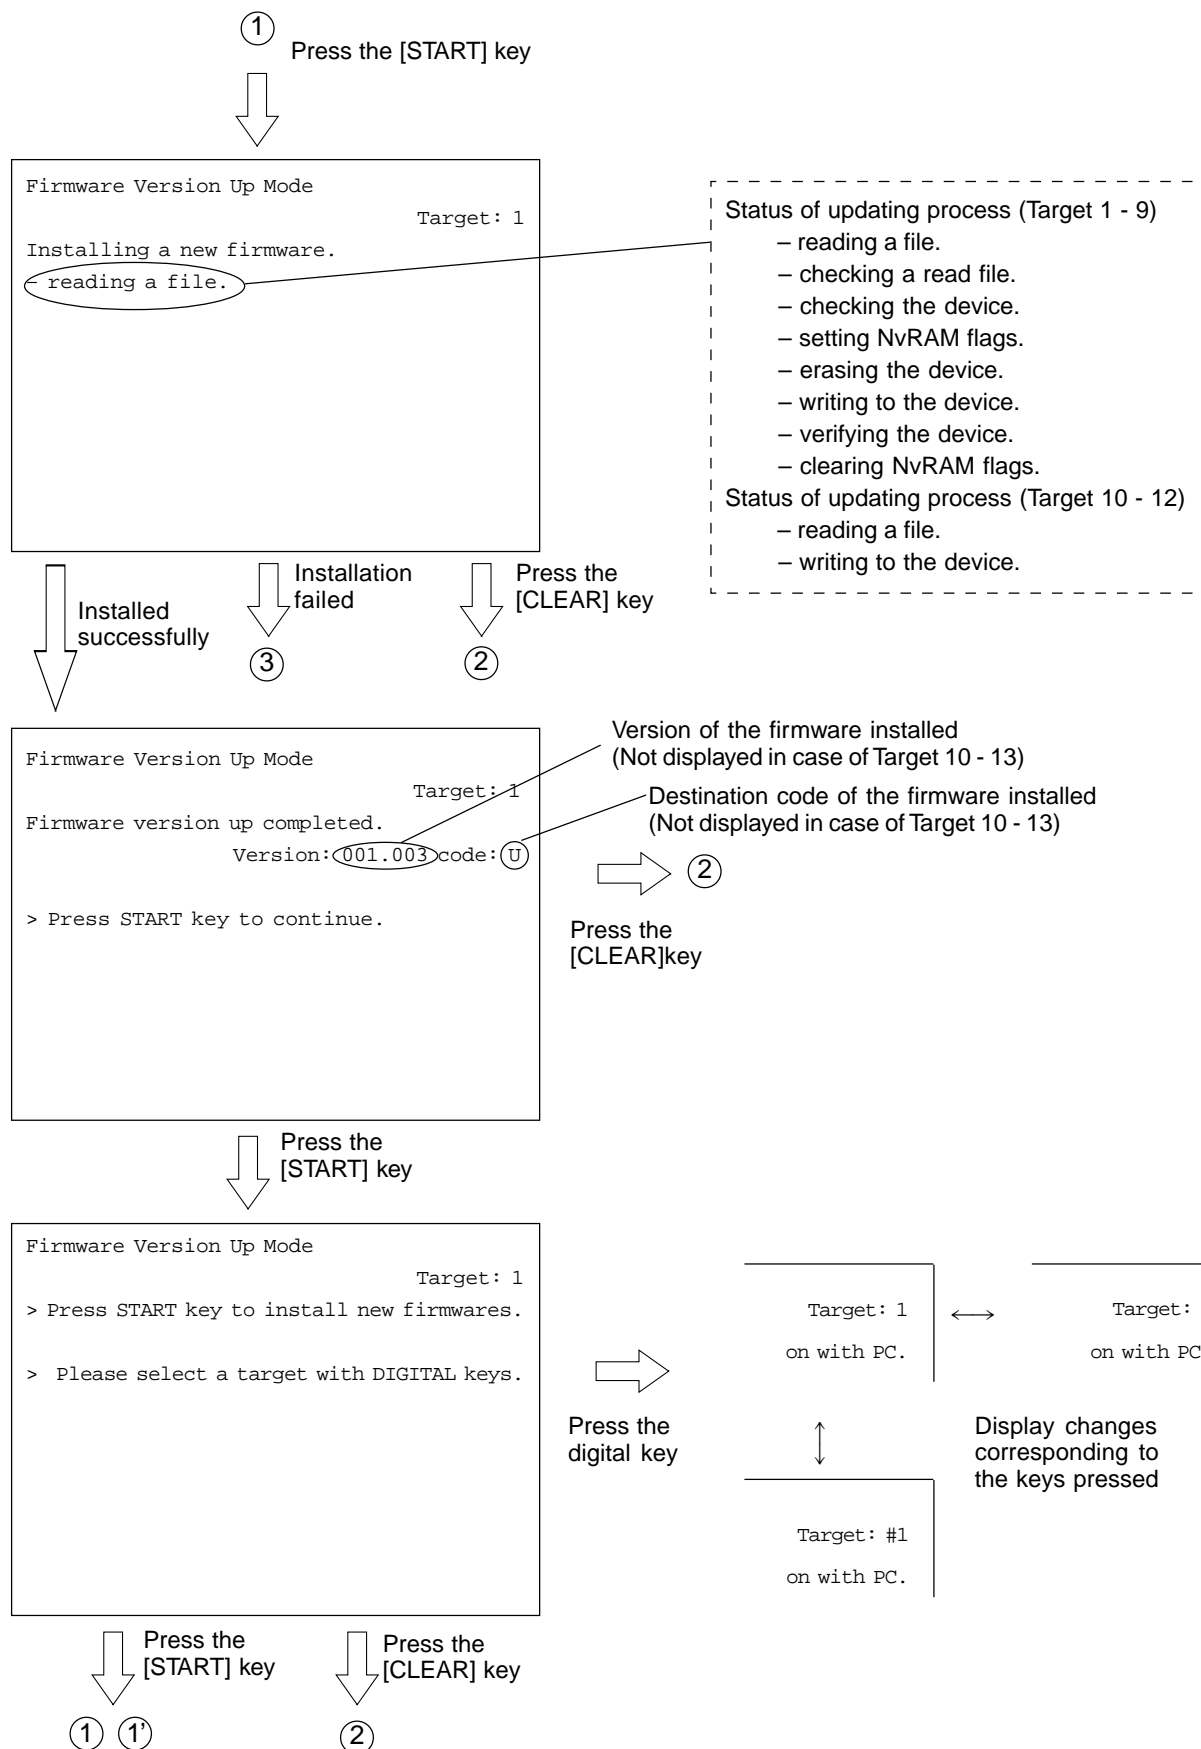 1
Press the [START] key
Firmware Version Up Mode
Target: 1
Installing a new firmware.
– reading a file.
Status of updating process (Target 1 - 9)
– reading a file.
– checking a read file.
– checking the device.
– setting NvRAM flags.
– erasing the device.
– writing to the device.
– verifying the device.
– clearing NvRAM flags.
Status of updating process (Target 10 - 12)
– reading a file.
– writing to the device.
Installed
successfully
Installation
failed
3
Press the
[CLEAR] key
2
Firmware Version Up Mode
Target: 1
Firmware version up completed.
Version:001.003 code:U
> Press START key to continue.
Version of the firmware installed
(Not displayed in case of Target 10 - 13)
Destination code of the firmware installed
(Not displayed in case of Target 10 - 13)
2
Press the
[CLEAR]key
Press the
[START] key
Firmware Version Up Mode
Target: 1
> Press START key to install new firmwares.
> Please select a target with DIGITAL keys.
Press the
digital key
Target: 1
on with PC.
Target:
on with PC
Display changes
corresponding to
the keys pressed
Target: #1
on with PC.
Press the
[START] key
1 1’
Press the
[CLEAR] key
2